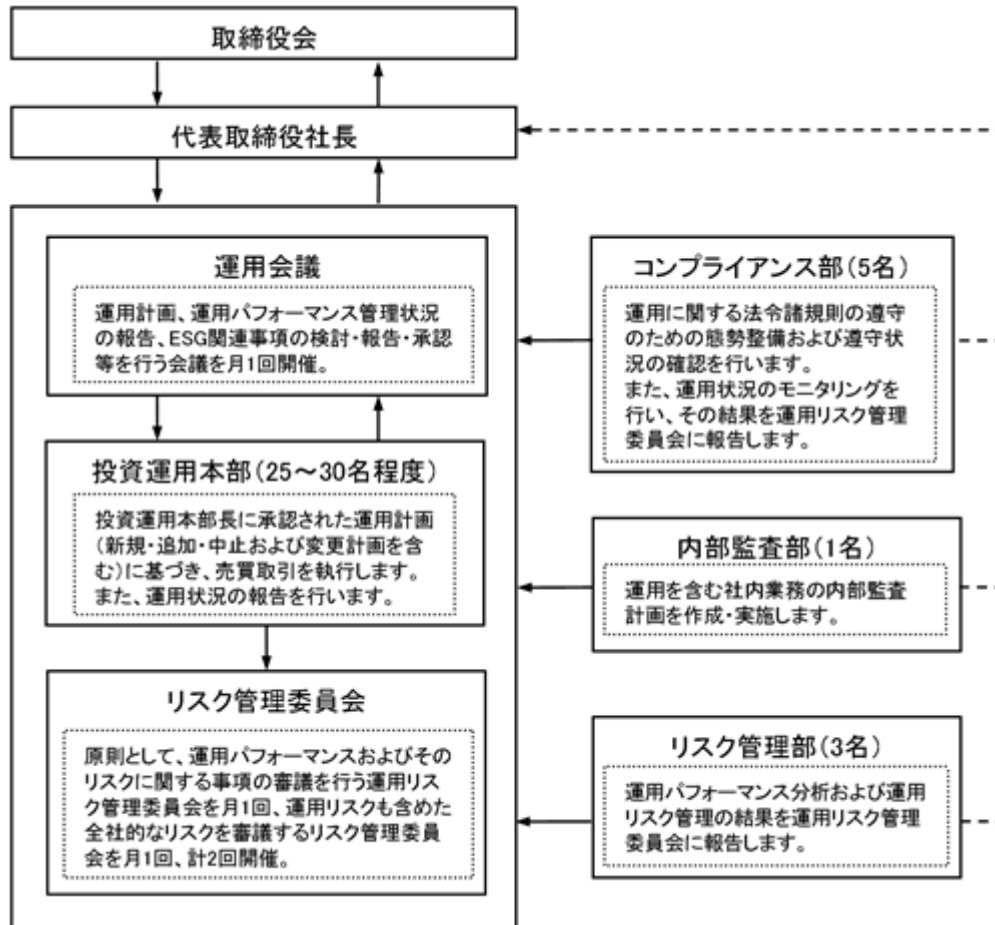 取締役会
代表取締役社長
運用会議
運用計画、運用パフォーマンス管理状況
の報告、ESG関連事項の検討・報告・承認
等を行う会議を月1回開催。
投資運用本部(25～30名程度)
投資運用本部長に承認された運用計画
(新規・追加・中止および変更計画を含
む)に基づき、売買取引を執行します。
また、運用状況の報告を行います。
リスク管理委員会
原則として、運用パフォーマンスおよびその
リスクに関する事項の審議を行う運用リス
ク管理委員会を月1回、運用リスクも含めた
全社的なリスクを審議するリスク管理委員
会を月1回、計2回開催。
コンプライアンス部(5名)
運用に関する法令諸規則の遵守
のための態勢整備および遵守状
況の確認を行います。
また、運用状況のモニタリングを
行い、その結果を運用リスク管理
委員会に報告します。
内部監査部(1名)
運用を含む社内業務の内部監査
計画を作成・実施します。
リスク管理部(3名)
運用パフォーマンス分析および運用
リスク管理の結果を運用リスク管理
委員会に報告します。